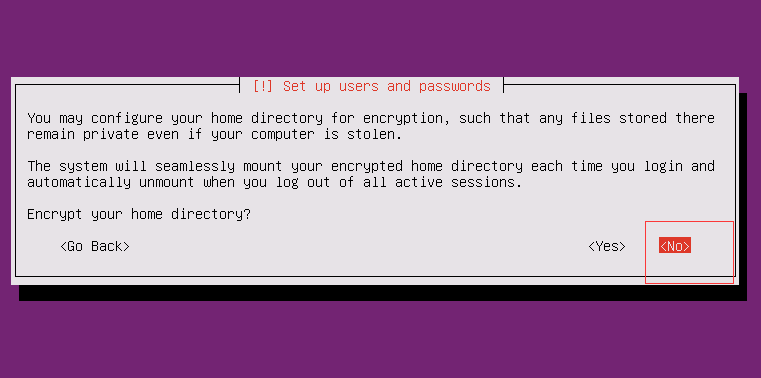 [!] Set up users and passwords
You may configure your home directory for encryption, such that any files stored there
remain private even if your computer is stolen.
The system will seamlessly mount your encrypted home directory each time you login and
automatically unmount when you log out of all active sessions.
Encrypt your home directory?
<Go Back> <Yes> <No>